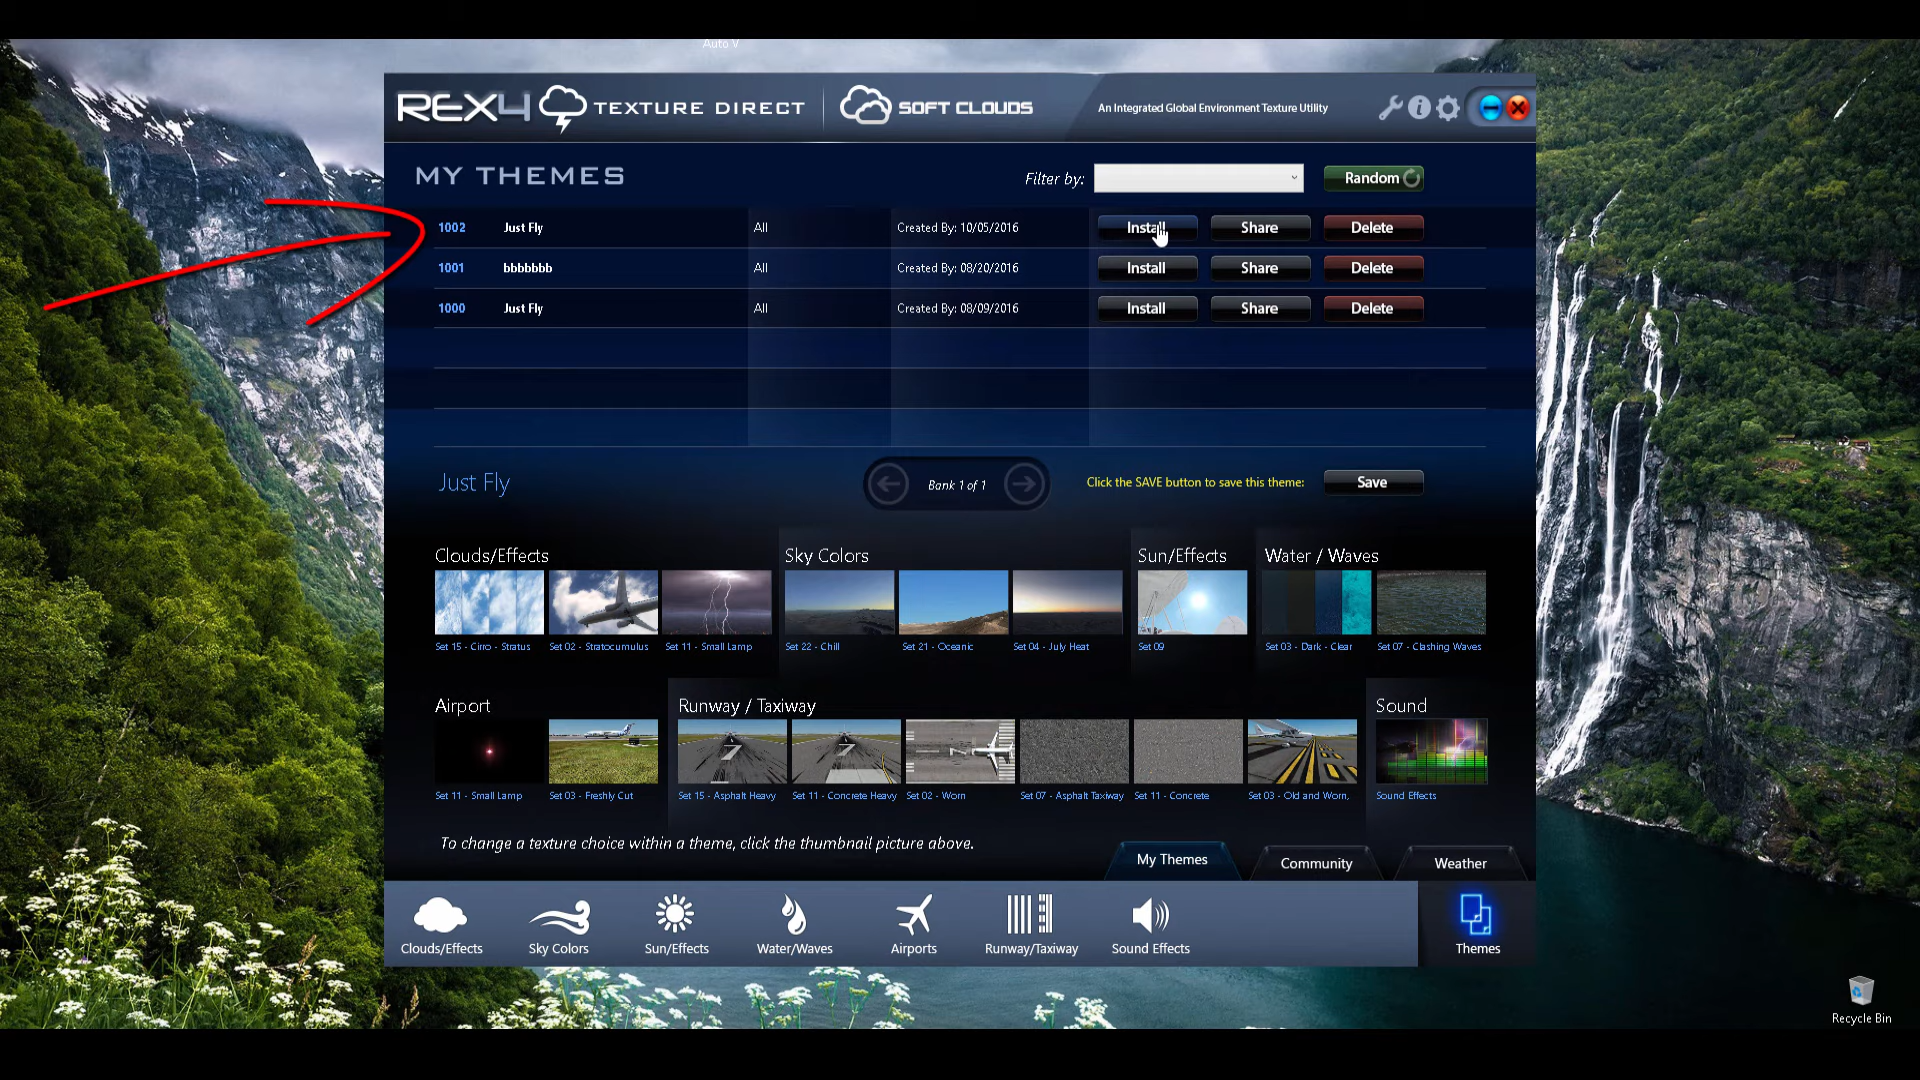 Auto V
REX4 TEXTURE DIRECT SOFT CLOUDS An Integrated Global Environment Texture Utility
MY THEMES Filter by: Random
1002 Just Fly All Created By: 10/05/2016 Install Share Delete
1001 bbbbbbb All Created By: 08/20/2016 Install Share Delete
1000 Just Fly All Created By: 08/09/2016 Install Share Delete
Just Fly Bank 1 of 1 Click the SAVE button to save this theme: Save
Clouds/Effects Sky Colors Sun/Effects Water / Waves
Set 15 - Cirro - Stratus Set 02 - Stratocumulus Set 11 - Small Lamp Set 22 - Chill Set 21 - Oceanic Set 04 - July Heat Set 09 Set 03 - Dark - Clear Set 07 - Clashing Waves
Airport Runway / Taxiway Sound
Set 11 - Small Lamp Set 03 - Freshly Cut Set 15 - Asphalt Heavy Set 11 - Concrete Heavy Set 02 - Worn Set 07 - Asphalt Taxiway Set 11 - Concrete Set 03 - Old and Worn, Sound Effects
To change a texture choice within a theme, click the thumbnail picture above.
My Themes Community Weather
Clouds/Effects Sky Colors Sun/Effects Water/Waves Airports Runway/Taxiway Sound Effects Themes
Recycle Bin